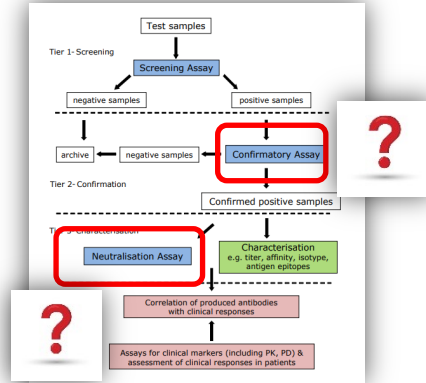 Test samples
Tier 1- Screening
Screening Assay
negative samples
positive samples
archive
negative samples
Confirmatory Assay
Tier 2- Confirmation
Confirmed positive samples
Characterisation
Neutralisation Assay
Characterisation
e.g. titer, affinity, isotype,
antigen epitopes
Correlation of produced antibodies
with clinical responses
Assays for clinical markers (including PK, PD) &
assessment of clinical responses in patients
?
?